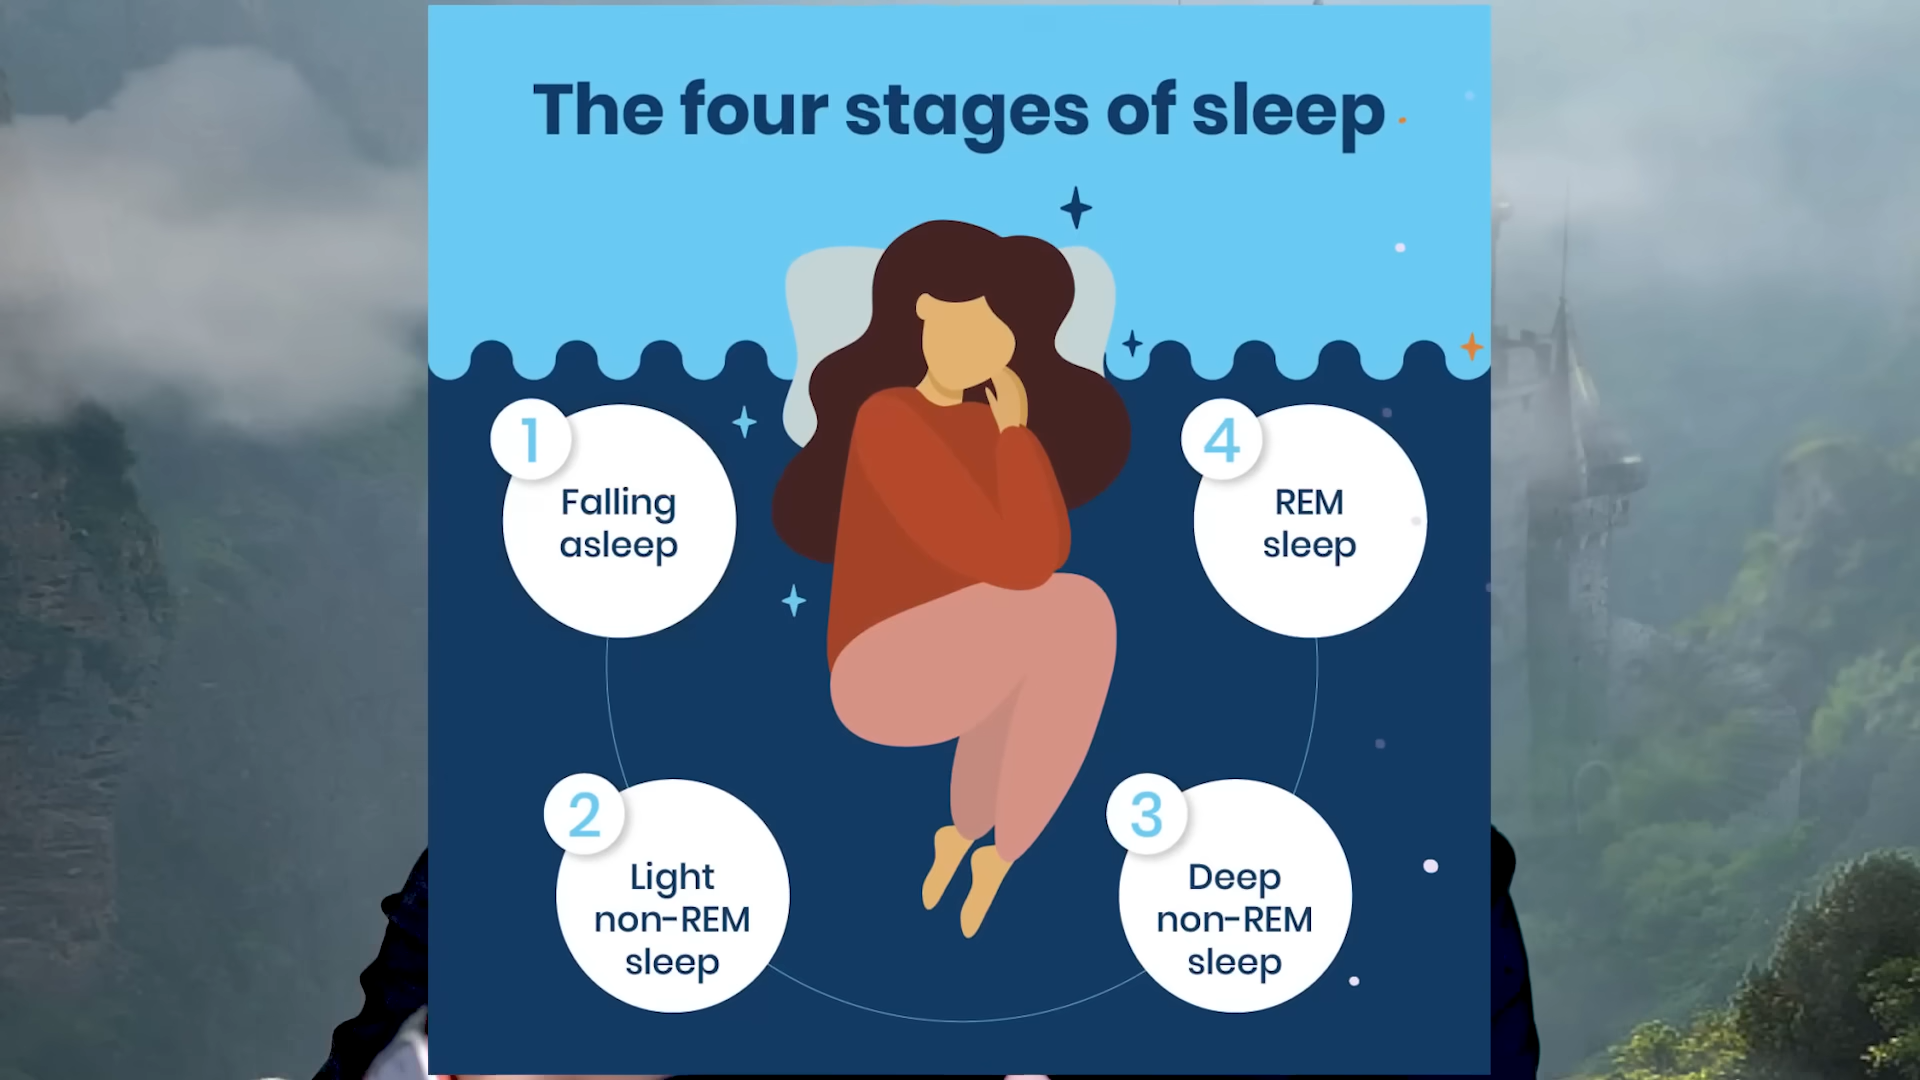 The four stages of sleep
1
Falling
asleep
2
Light
non-REM
sleep
3
Deep
non-REM
sleep
4
REM
sleep